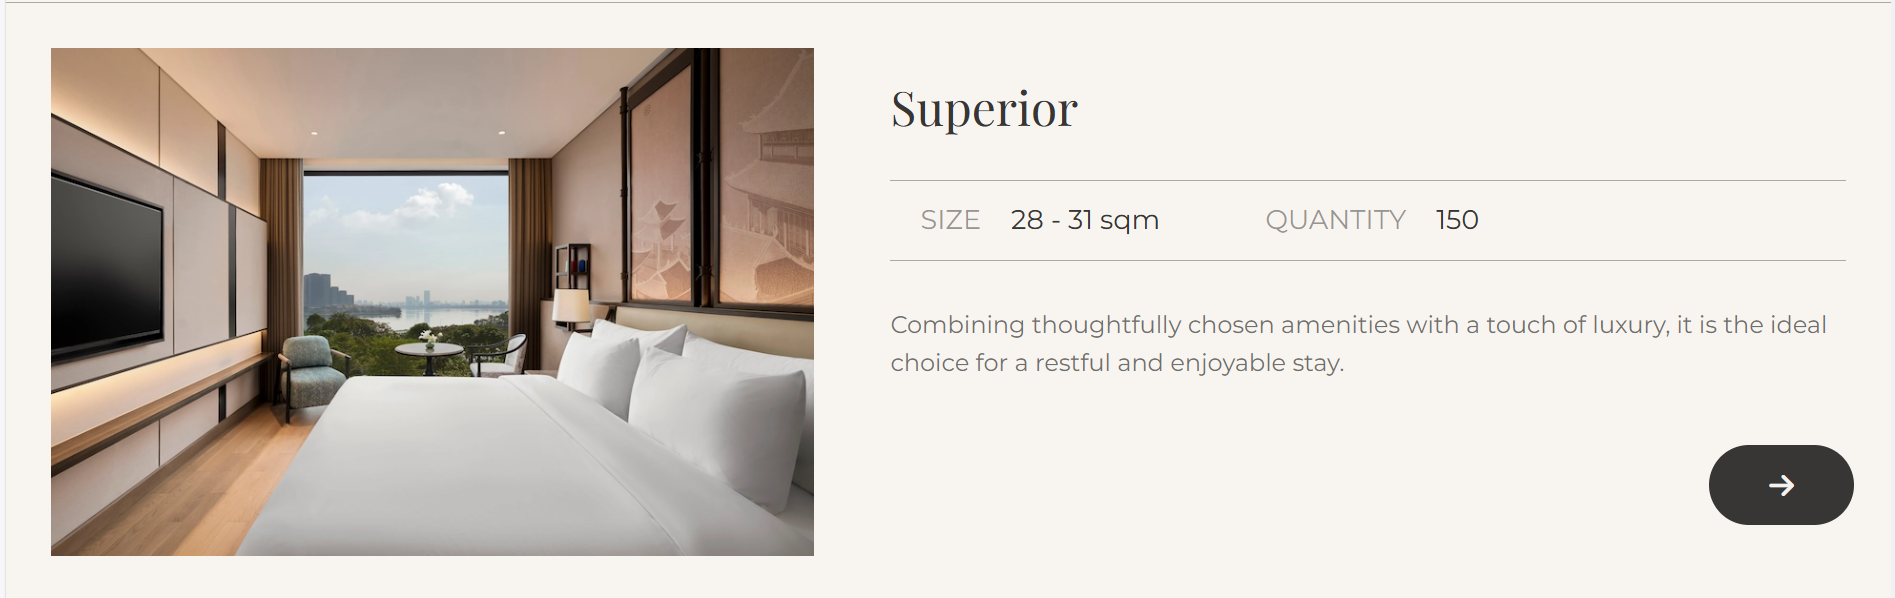 Superior
SIZE 28 - 31 sqm QUANTITY 150
Combining thoughtfully chosen amenities with a touch of luxury, it is the ideal
choice for a restful and enjoyable stay.